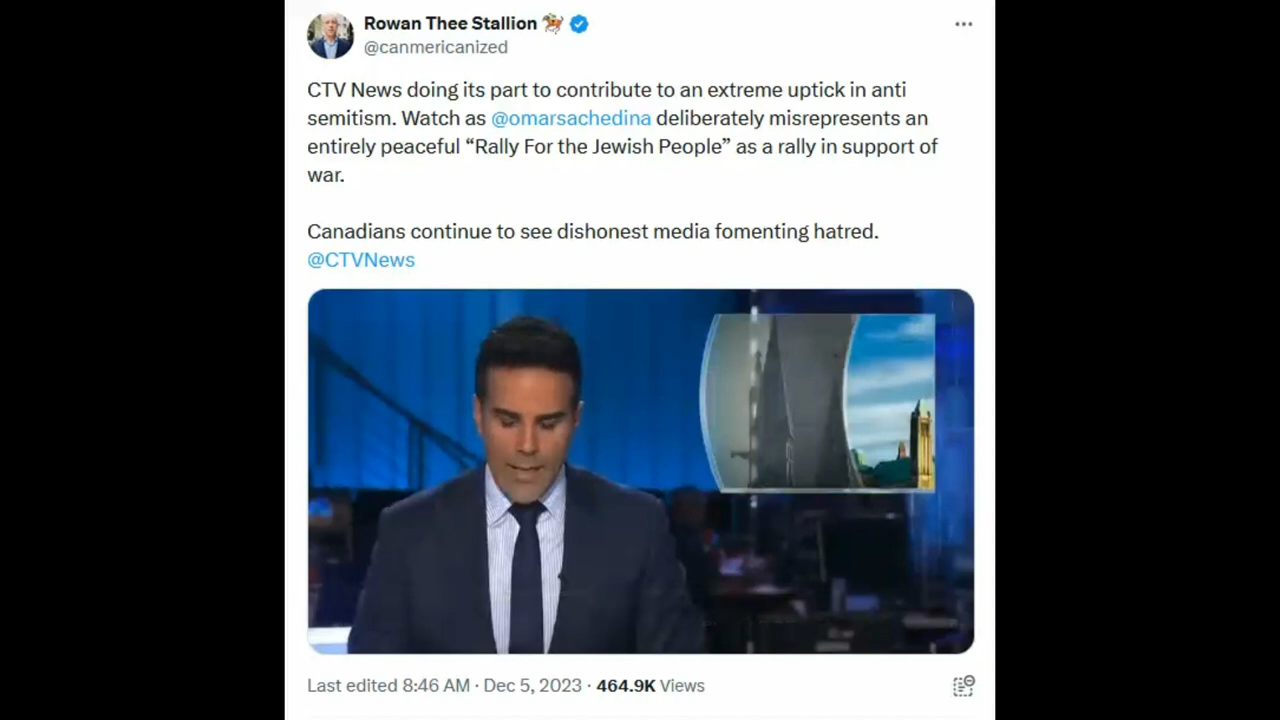 Rowan Thee Stallion 🏇
@canmericanized
CTV News doing its part to contribute to an extreme uptick in anti
semitism. Watch as @omarsachedina deliberately misrepresents an
entirely peaceful “Rally For the Jewish People” as a rally in support of
war.
Canadians continue to see dishonest media fomenting hatred.
@CTVNews
Last edited 8:46 AM · Dec 5, 2023 · 464.9K Views